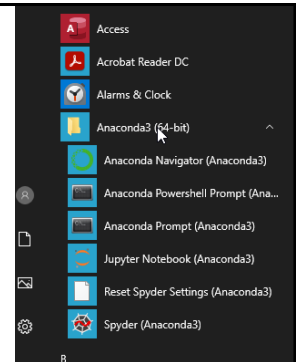 Access
Acrobat Reader DC
Alarms & Clock
Anaconda3 (64-bit)
Anaconda Navigator (Anaconda3)
Anaconda Powershell Prompt (Ana...
Anaconda Prompt (Anaconda3)
Jupyter Notebook (Anaconda3)
Reset Spyder Settings (Anaconda3)
Spyder (Anaconda3)